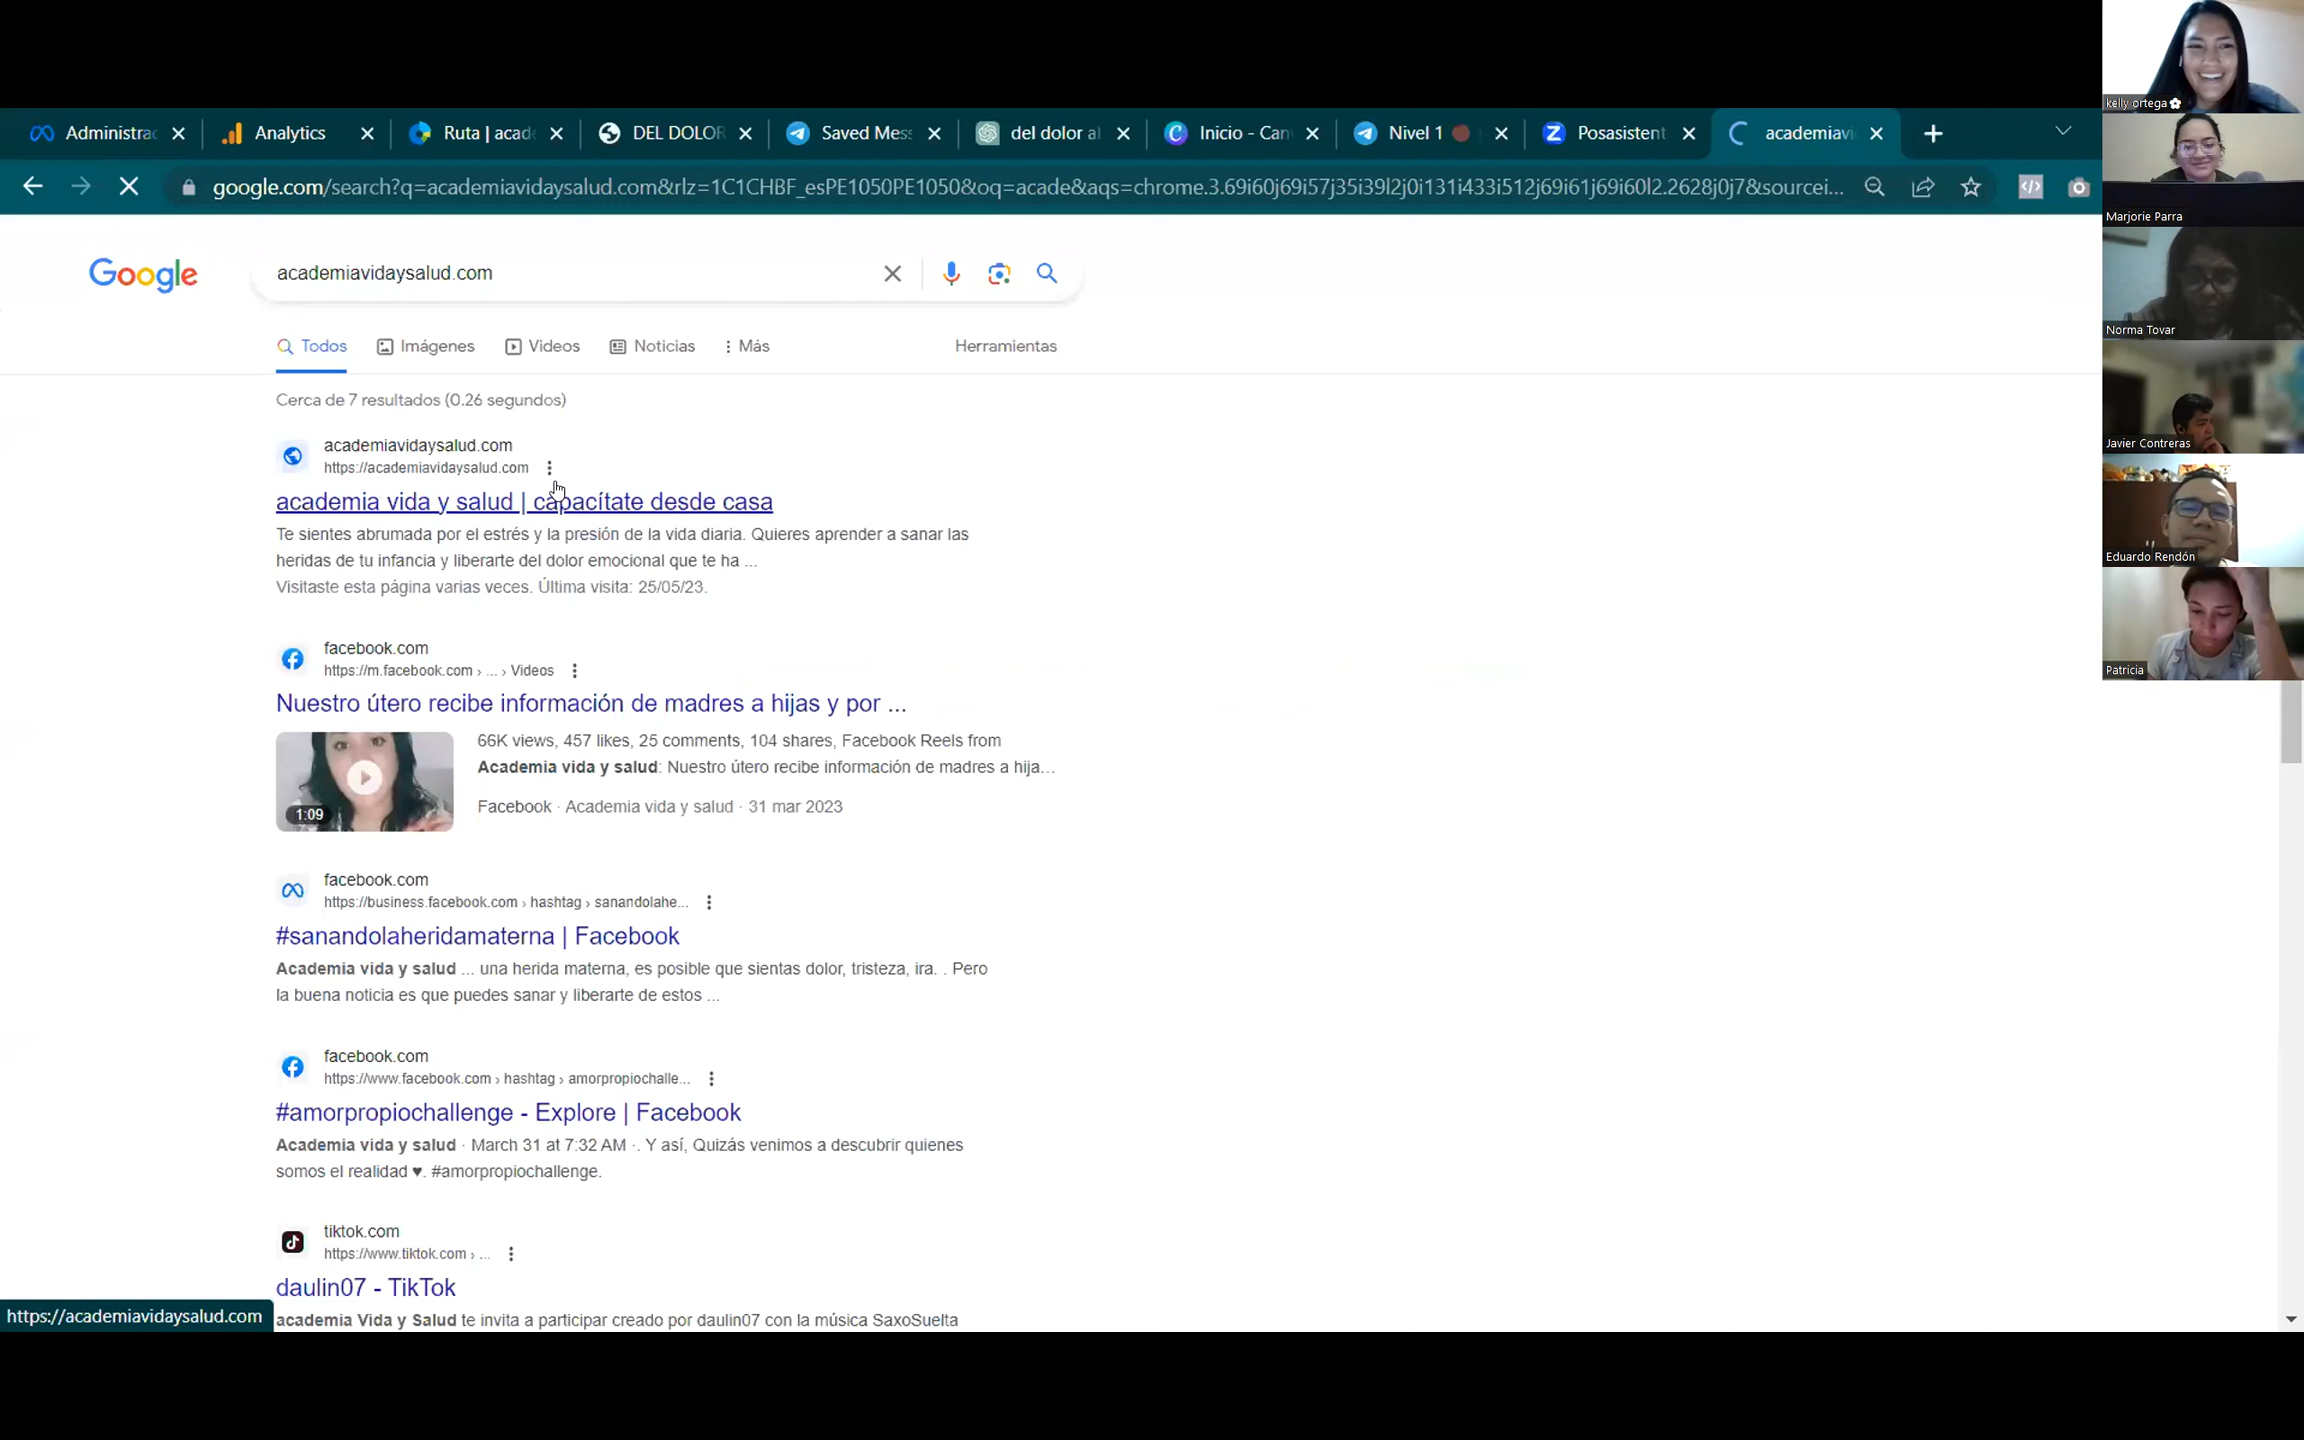 Administrac
Analytics
Ruta | acad
DEL DOLOR
Saved Mess
del dolor al
Inicio - Can
Nivel 1
Posasistent
academiavi
google.com/search?q=academiavidaysalud.com&rlz=1C1CHBF_esPE1050PE1050&oq=acade&aqs=chrome.3.69i60j69i57j35i39l2j0i131i433i512j69i61j69i60l2.2628j0j7&sourcei...
Google
academiavidaysalud.com
Todos
Imágenes
Videos
Noticias
Más
Herramientas
Cerca de 7 resultados (0.26 segundos)
academiavidaysalud.com
https://academiavidaysalud.com
academia vida y salud | capacítate desde casa
Te sientes abrumada por el estrés y la presión de la vida diaria. Quieres aprender a sanar las
heridas de tu infancia y liberarte del dolor emocional que te ha ...
Visitaste esta página varias veces. Última visita: 25/05/23.
facebook.com
https://m.facebook.com › ... › Videos
Nuestro útero recibe información de madres a hijas y por ...
1:09
66K views, 457 likes, 25 comments, 104 shares, Facebook Reels from
Academia vida y salud: Nuestro útero recibe información de madres a hija...
Facebook · Academia vida y salud · 31 mar 2023
facebook.com
https://business.facebook.com › hashtag › sanandolahe...
#sanandolaheridamaterna | Facebook
Academia vida y salud ... una herida materna, es posible que sientas dolor, tristeza, ira. . Pero
la buena noticia es que puedes sanar y liberarte de estos ...
facebook.com
https://www.facebook.com › hashtag › amorpropiochalle...
#amorpropiochallenge - Explore | Facebook
Academia vida y salud · March 31 at 7:32 AM ·. Y así, Quizás venimos a descubrir quienes
somos el realidad ♥. #amorpropiochallenge.
tiktok.com
https://www.tiktok.com › ...
daulin07 - TikTok
academia Vida y Salud te invita a participar creado por daulin07 con la música SaxoSuelta
https://academiavidaysalud.com
kelly ortega
Marjorie Parra
Norma Tovar
Javier Contreras
Eduardo Rendón
Patricia